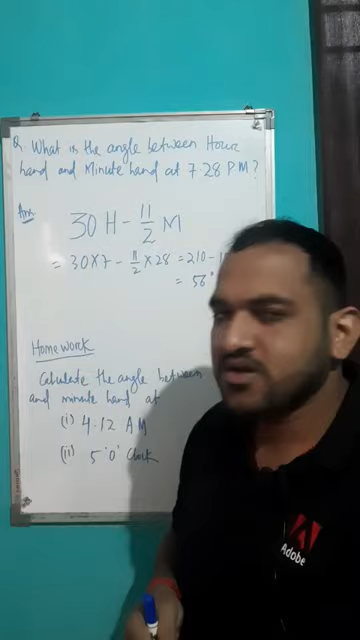 Q. What is the angle between Hour
hand and Minute hand at 7.28 P.M?
Ans
30 H - 11/2 M
= 30 X 7 - 11/2 X 28 = 210 - 1
= 56°
Homework
Calculate the angle between
and minute hand at
(i) 4.12 AM
(ii) 5'0' Clock
Adobe